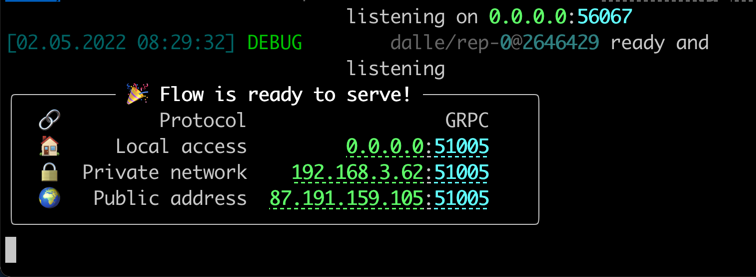 listening on 0.0.0.0:56067
[02.05.2022 08:29:32] DEBUG dalle/rep-0@2646429 ready and
listening
🎉 Flow is ready to serve!
🔗 Protocol GRPC
🏠 Local access 0.0.0.0:51005
🔒 Private network 192.168.3.62:51005
🌍 Public address 87.191.159.105:51005